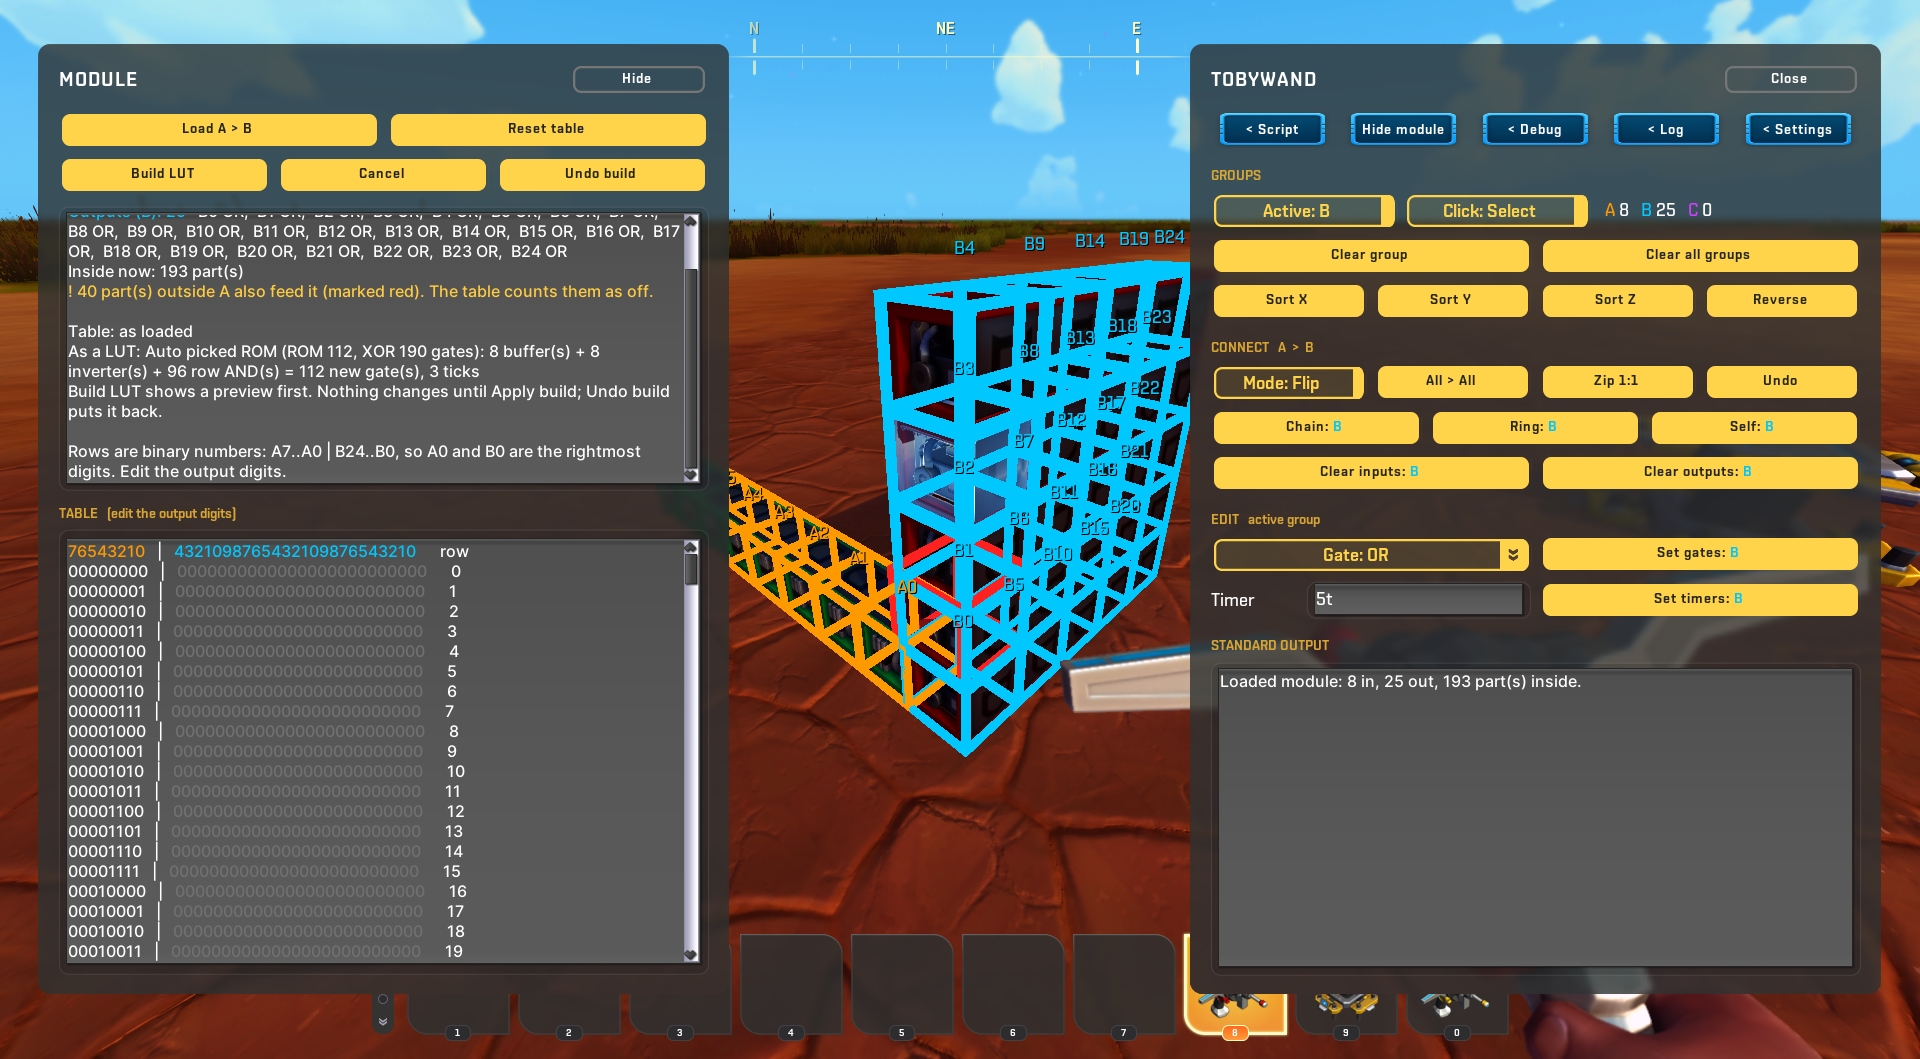 N
NE
E
MODULE
Hide
Load A > B
Reset table
Build LUT
Cancel
Undo build
B8 OR, B9 OR, B10 OR, B11 OR, B12 OR, B13 OR, B14 OR, B15 OR, B16 OR, B17
OR, B18 OR, B19 OR, B20 OR, B21 OR, B22 OR, B23 OR, B24 OR
Inside now: 193 part(s)
! 40 part(s) outside A also feed it (marked red). The table counts them as off.
Table: as loaded
As a LUT: Auto picked ROM (ROM 112, XOR 190 gates): 8 buffer(s) + 8
inverter(s) + 96 row AND(s) = 112 new gate(s), 3 ticks
Build LUT shows a preview first. Nothing changes until Apply build; Undo build
puts it back.
Rows are binary numbers: A7..A0 | B24..B0, so A0 and B0 are the rightmost
digits. Edit the output digits.
TABLE [edit the output digits]
76543210 | 4321098765432109876543210 row
00000000 | 0000000000000000000000000 0
00000001 | 0000000000000000000000000 1
00000010 | 0000000000000000000000000 2
00000011 | 0000000000000000000000000 3
00000100 | 0000000000000000000000000 4
00000101 | 0000000000000000000000000 5
00000110 | 0000000000000000000000000 6
00000111 | 0000000000000000000000000 7
00001000 | 0000000000000000000000000 8
00001001 | 0000000000000000000000000 9
00001010 | 0000000000000000000000000 10
00001011 | 0000000000000000000000000 11
00001100 | 0000000000000000000000000 12
00001101 | 0000000000000000000000000 13
00001110 | 0000000000000000000000000 14
00001111 | 0000000000000000000000000 15
00010000 | 0000000000000000000000000 16
00010001 | 0000000000000000000000000 17
00010010 | 0000000000000000000000000 18
00010011 | 0000000000000000000000000 19
B4 B9 B14 B19 B24
B3 B8 B13 B18 B23
B2 B7 B12 B17 B22
B1 B6 B11 B16 B21
B0 B5 B10 B15 B20
A4 A3 A2 A1 A0
TOBYWAND
Close
< Script
Hide module
< Debug
< Log
< Settings
GROUPS
Active: B
Click: Select
A 8 B 25 C 0
Clear group
Clear all groups
Sort X
Sort Y
Sort Z
Reverse
CONNECT A > B
Mode: Flip
All > All
Zip 1:1
Undo
Chain: B
Ring: B
Self: B
Clear inputs: B
Clear outputs: B
EDIT active group
Gate: OR
Set gates: B
Timer
5t
Set timers: B
STANDARD OUTPUT
Loaded module: 8 in, 25 out, 193 part(s) inside.
1
2
3
4
5
6
7
8
9
0